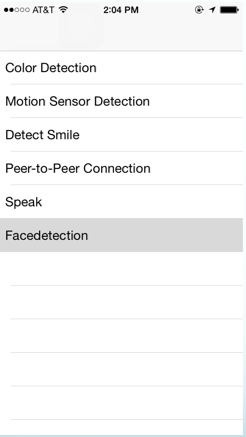 AT&T 2:04 PM
Color Detection
Motion Sensor Detection
Detect Smile
Peer-to-Peer Connection
Speak
Facedetection